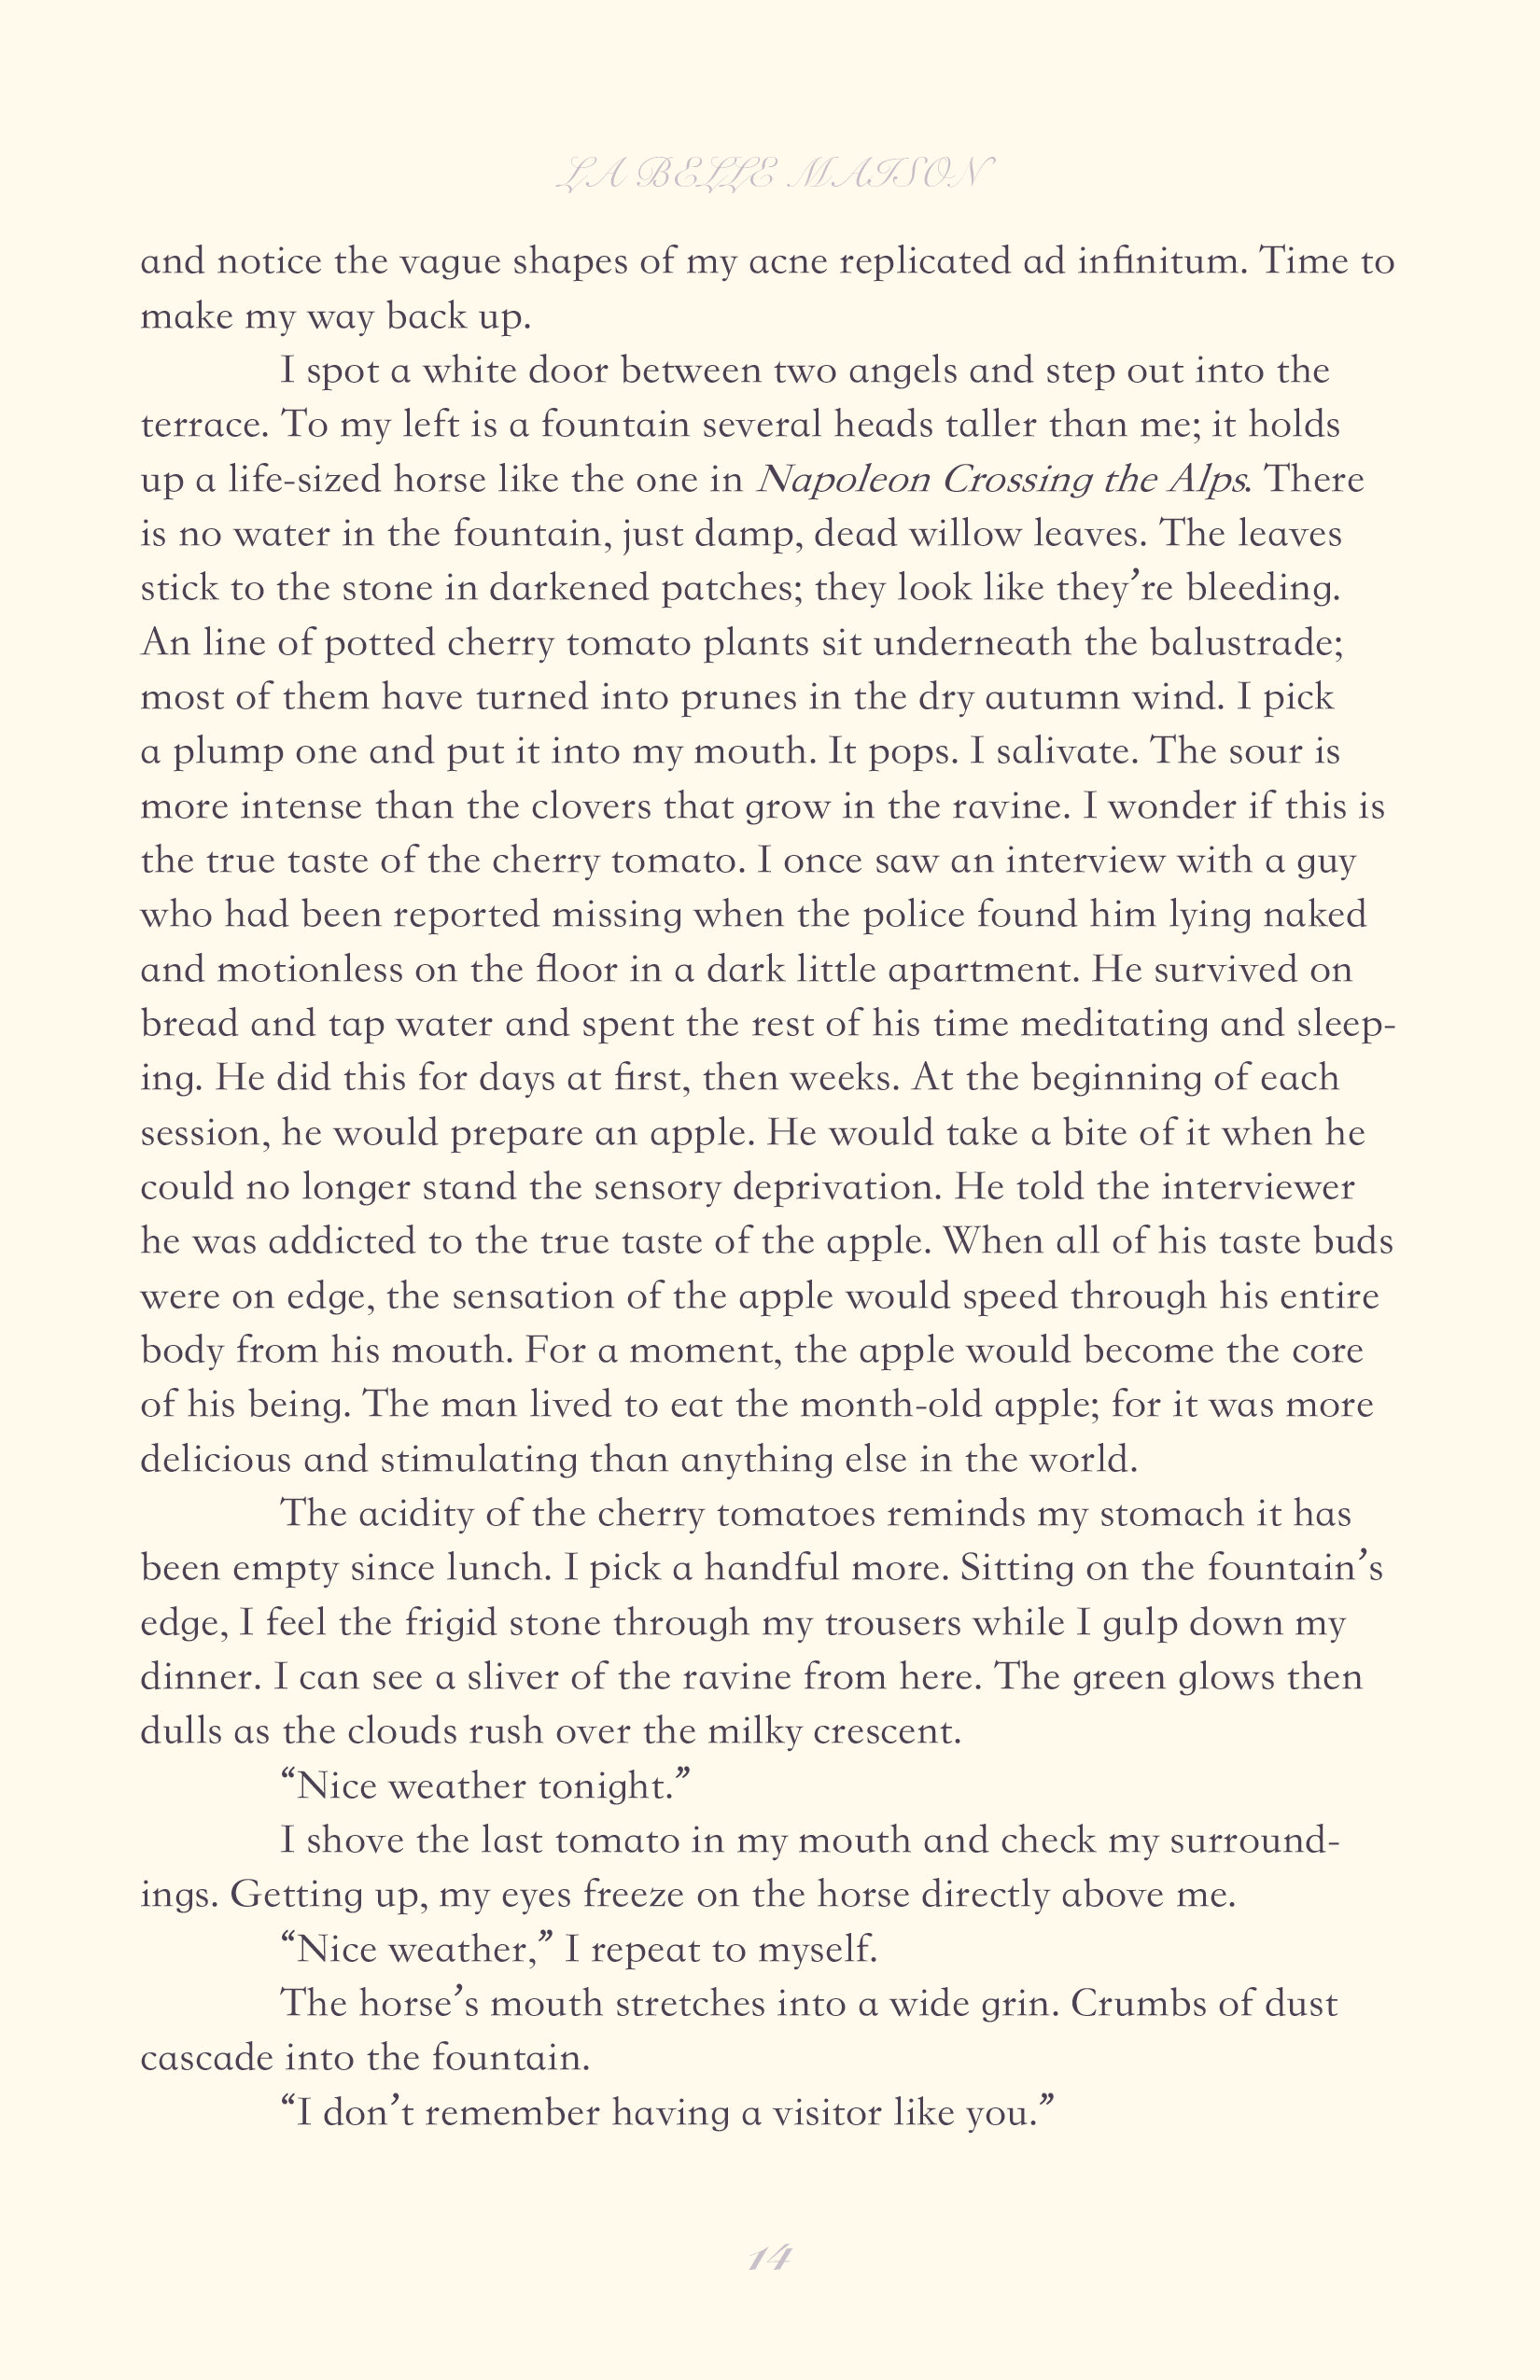 LA BELLE MAISON
and notice the vague shapes of my acne replicated ad infinitum. Time to
make my way back up.
I spot a white door between two angels and step out into the
terrace. To my left is a fountain several heads taller than me; it holds
up a life-sized horse like the one in Napoleon Crossing the Alps. There
is no water in the fountain, just damp, dead willow leaves. The leaves
stick to the stone in darkened patches; they look like they’re bleeding.
An line of potted cherry tomato plants sit underneath the balustrade;
most of them have turned into prunes in the dry autumn wind. I pick
a plump one and put it into my mouth. It pops. I salivate. The sour is
more intense than the clovers that grow in the ravine. I wonder if this is
the true taste of the cherry tomato. I once saw an interview with a guy
who had been reported missing when the police found him lying naked
and motionless on the floor in a dark little apartment. He survived on
bread and tap water and spent the rest of his time meditating and sleep-
ing. He did this for days at first, then weeks. At the beginning of each
session, he would prepare an apple. He would take a bite of it when he
could no longer stand the sensory deprivation. He told the interviewer
he was addicted to the true taste of the apple. When all of his taste buds
were on edge, the sensation of the apple would speed through his entire
body from his mouth. For a moment, the apple would become the core
of his being. The man lived to eat the month-old apple; for it was more
delicious and stimulating than anything else in the world.
The acidity of the cherry tomatoes reminds my stomach it has
been empty since lunch. I pick a handful more. Sitting on the fountain’s
edge, I feel the frigid stone through my trousers while I gulp down my
dinner. I can see a sliver of the ravine from here. The green glows then
dulls as the clouds rush over the milky crescent.
“Nice weather tonight.”
I shove the last tomato in my mouth and check my surround-
ings. Getting up, my eyes freeze on the horse directly above me.
“Nice weather,” I repeat to myself.
The horse’s mouth stretches into a wide grin. Crumbs of dust
cascade into the fountain.
“I don’t remember having a visitor like you.”
14